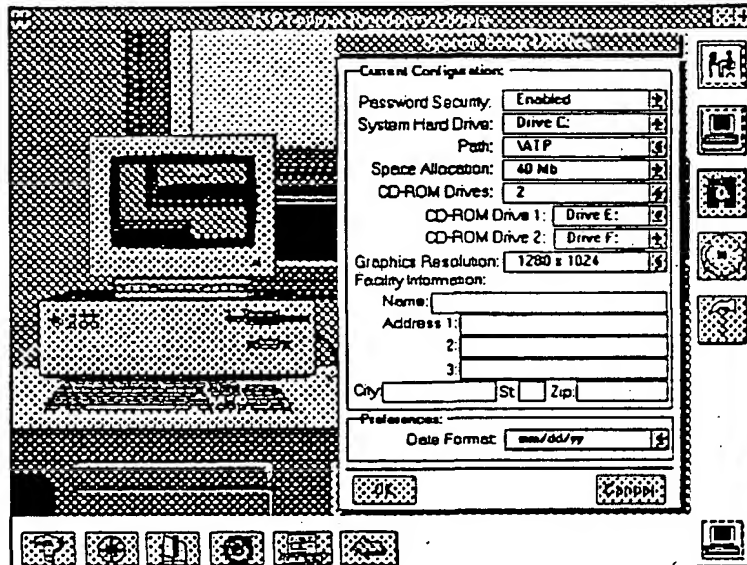 Current Configuration:
Password Security: Enabled
System Hard Drive: Drive C:
Path: \ATP
Space Allocation: 40 Mb
CD-ROM Drives: 2
CD-ROM Drive 1: Drive E:
CD-ROM Drive 2: Drive F:
Graphics Resolution: 1280 x 1024
Facility Information:
Name:
Address 1:
2:
3:
City: St: Zip:
Preferences:
Date Format: mm/dd/yy
OK Cancel